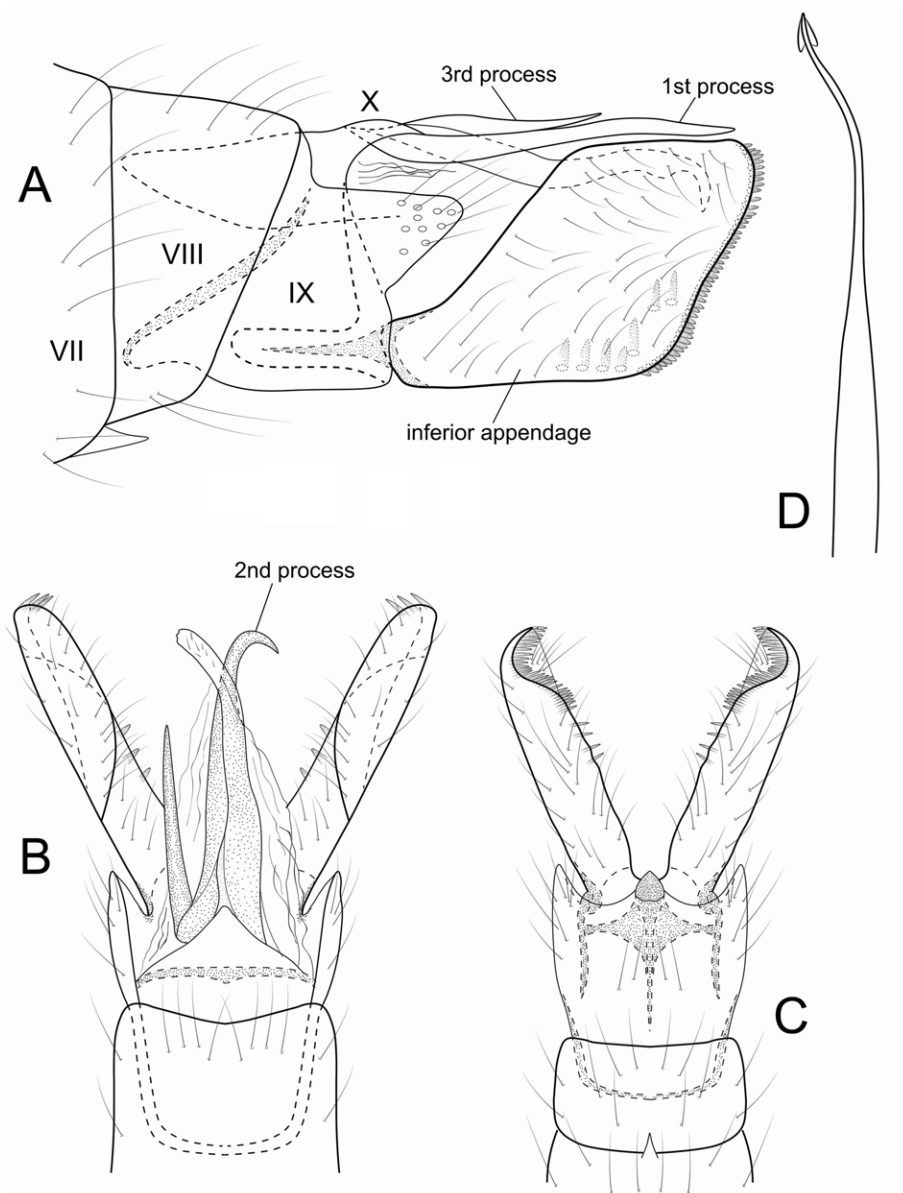 3rd process
1st process
X
A
VIII
IX
VII
inferior appendage
D
2nd process
B
C